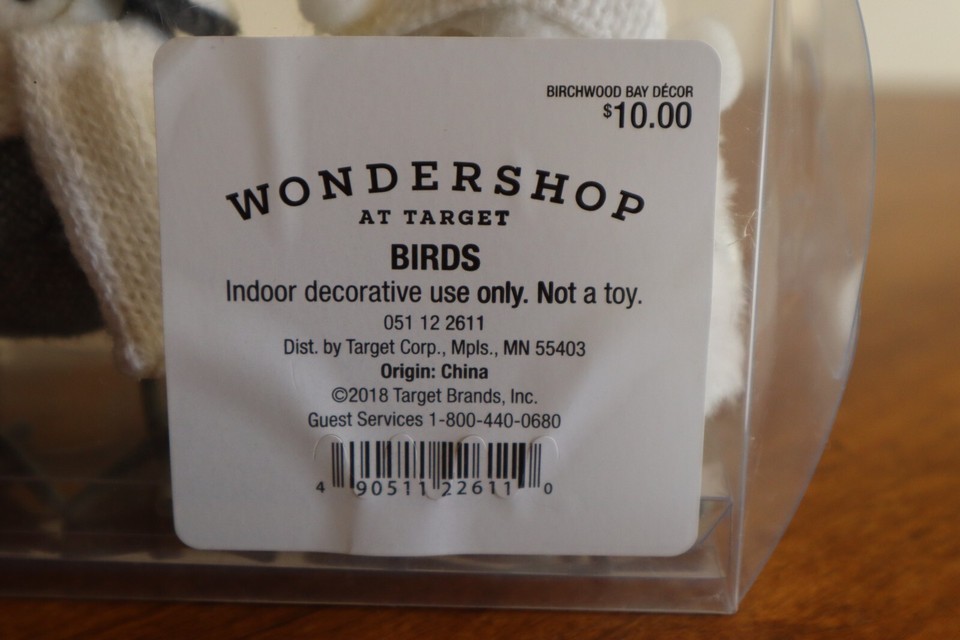 BIRCHWOOD BAY DÉCOR
$10.00
WONDERSHOP
AT TARGET
BIRDS
Indoor decorative use only. Not a toy.
051 12 2611
Dist. by Target Corp., Mpls., MN 55403
Origin: China
©2018 Target Brands, Inc.
Guest Services 1-800-440-0680
4 90511 22611 0